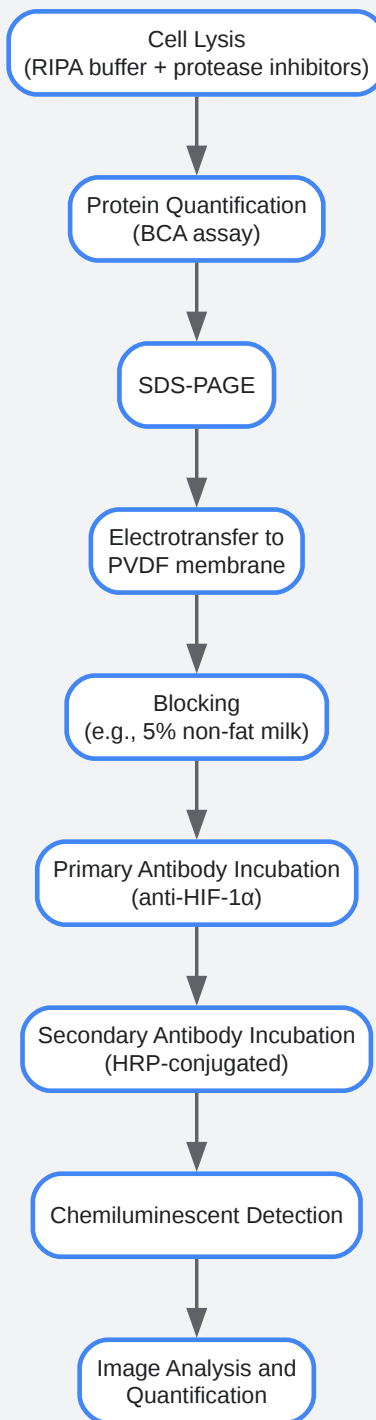 Cell Lysis
(RIPA buffer + protease inhibitors)
Protein Quantification
(BCA assay)
SDS-PAGE
Electrotransfer to
PVDF membrane
Blocking
(e.g., 5% non-fat milk)
Primary Antibody Incubation
(anti-HIF-1α)
Secondary Antibody Incubation
(HRP-conjugated)
Chemiluminescent Detection
Image Analysis and
Quantification